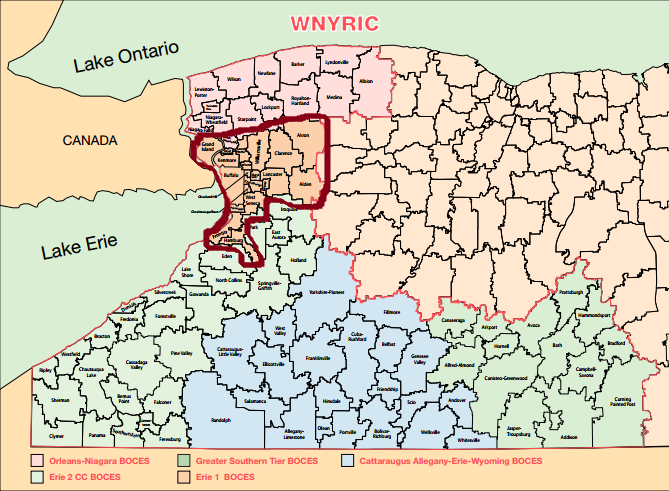 WNYRIC
Lake Ontario
CANADA
Lake Erie
Barker
Lyndonville
Newfane
Wilson
Albion
Lewiston-
Porter
Royalton-
Hartland
Medina
Lockport
Niagara-
Wheatfield
Starpoint
Grand
Island
Akron
Williamsville
Clarence
Kenmore
Buffalo
Lancaster
Alden
West
Seneca
Iroquois
East
Aurora
Hamburg
Eden
Holland
Lake
Shore
North Collins
Springville-
Griffith
Silvercreek
Gowanda
Yorkshire-Pioneer
Fredonia
Forestville
Fillmore
Brocton
Westfield
Ripley
Chautauqua
Lake
Cassadaga
Valley
Pine Valley
Cattaraugus-
Little Valley
West
Valley
Ellicottville
Franklinville
Cuba-
Rushford
Belfast
Genesee
Valley
Friendship
Sherman
Bemus
Point
Falconer
Clymer
Panama
Southwestern
Frewsburg
Randolph
Salamanca
Allegany-
Limestone
Hinsdale
Olean
Portville
Bolivar-
Richburg
Scio
Wellsville
Andover
Whitesville
Canaseraga
Arkport
Hornell
Alfred-Almond
Canisteo-Greenwood
Jasper-
Troupsburg
Avoca
Bath
Prattsburgh
Hammondsport
Bradford
Campbell-
Savona
Addison
Corning
Painted Post
Orleans-Niagara BOCES
Greater Southern Tier BOCES
Cattaraugus Allegany-Erie-Wyoming BOCES
Erie 2 CC BOCES
Erie 1 BOCES